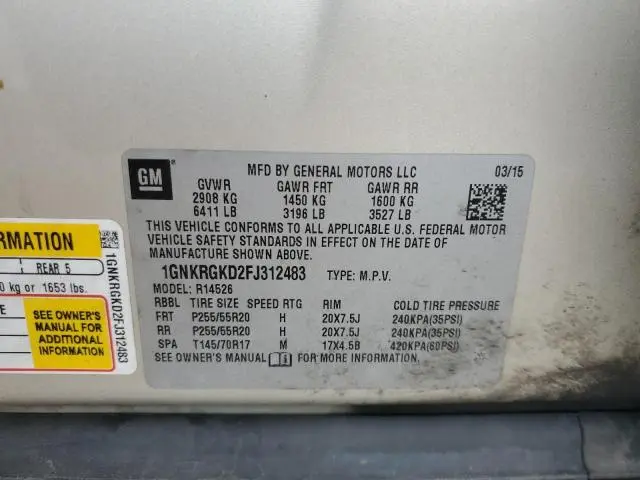 GM
MFD BY GENERAL MOTORS LLC 03/15
GVWR GAWR FRT GAWR RR
2908 KG 1450 KG 1600 KG
6411 LB 3196 LB 3527 LB
THIS VEHICLE CONFORMS TO ALL APPLICABLE U.S. FEDERAL MOTOR
VEHICLE SAFETY STANDARDS IN EFFECT ON THE DATE OF
MANUFACTURE SHOWN ABOVE.
1GNKRGKD2FJ312483 TYPE: M.P.V.
MODEL: R14526
RBBL TIRE SIZE SPEED RTG RIM COLD TIRE PRESSURE
FRT P255/55R20 H 20X7.5J 240KPA(35PSI)
RR P255/55R20 H 20X7.5J 240KPA(35PSI)
SPA T145/70R17 M 17X4.5B 420KPA(60PSI)
SEE OWNER'S MANUAL FOR MORE INFORMATION.
RMATION
REAR 5
0 kg or 1653 lbs.
SEE OWNER'S
MANUAL FOR
ADDITIONAL
INFORMATION
1GNKRGKD2FJ312483